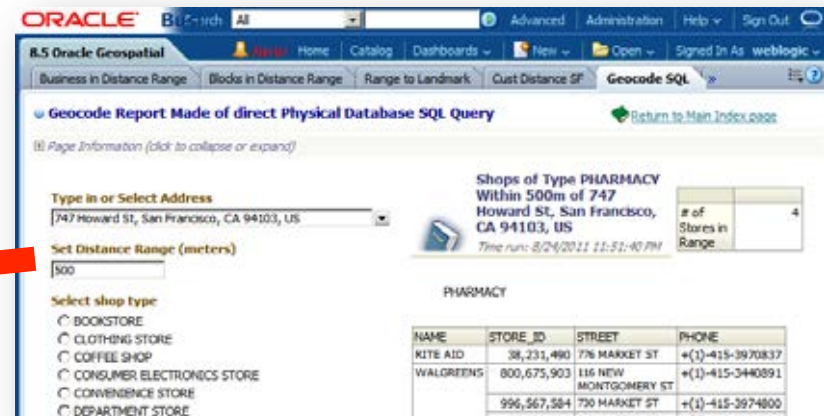 ORACLE
All
Advanced Administration Help Sign Out
8.5 Oracle Geospatial
Home Catalog Dashboards New Open Signed In As weblogic
Business in Distance Range Blocks in Distance Range Range to Landmark Cust Distance SF Geocode SQL »
Geocode Report Made of direct Physical Database SQL Query
Return to Main Index page
Page Information (click to collapse or expand)
Type in or Select Address
747 Howard St, San Francisco, CA 94103, US
Set Distance Range (meters)
500
Select shop type
BOOKSTORE
CLOTHING STORE
COFFEE SHOP
CONSUMER ELECTRONICS STORE
CONVENIENCE STORE
DEPARTMENT STORE
Shops of Type PHARMACY
Within 500m of 747
Howard St, San Francisco,
CA 94103, US
Time run: 8/24/2011 11:51:40 PM
# of
Stores in
Range
4
PHARMACY
NAME STORE_ID STREET PHONE
RITE AID 38,231,490 776 MARKET ST +(1)-415-3970837
WALGREENS 800,675,903 116 NEW
MONTGOMERY ST +(1)-415-3440891
996,567,584 730 MARKET ST +(1)-415-3974800